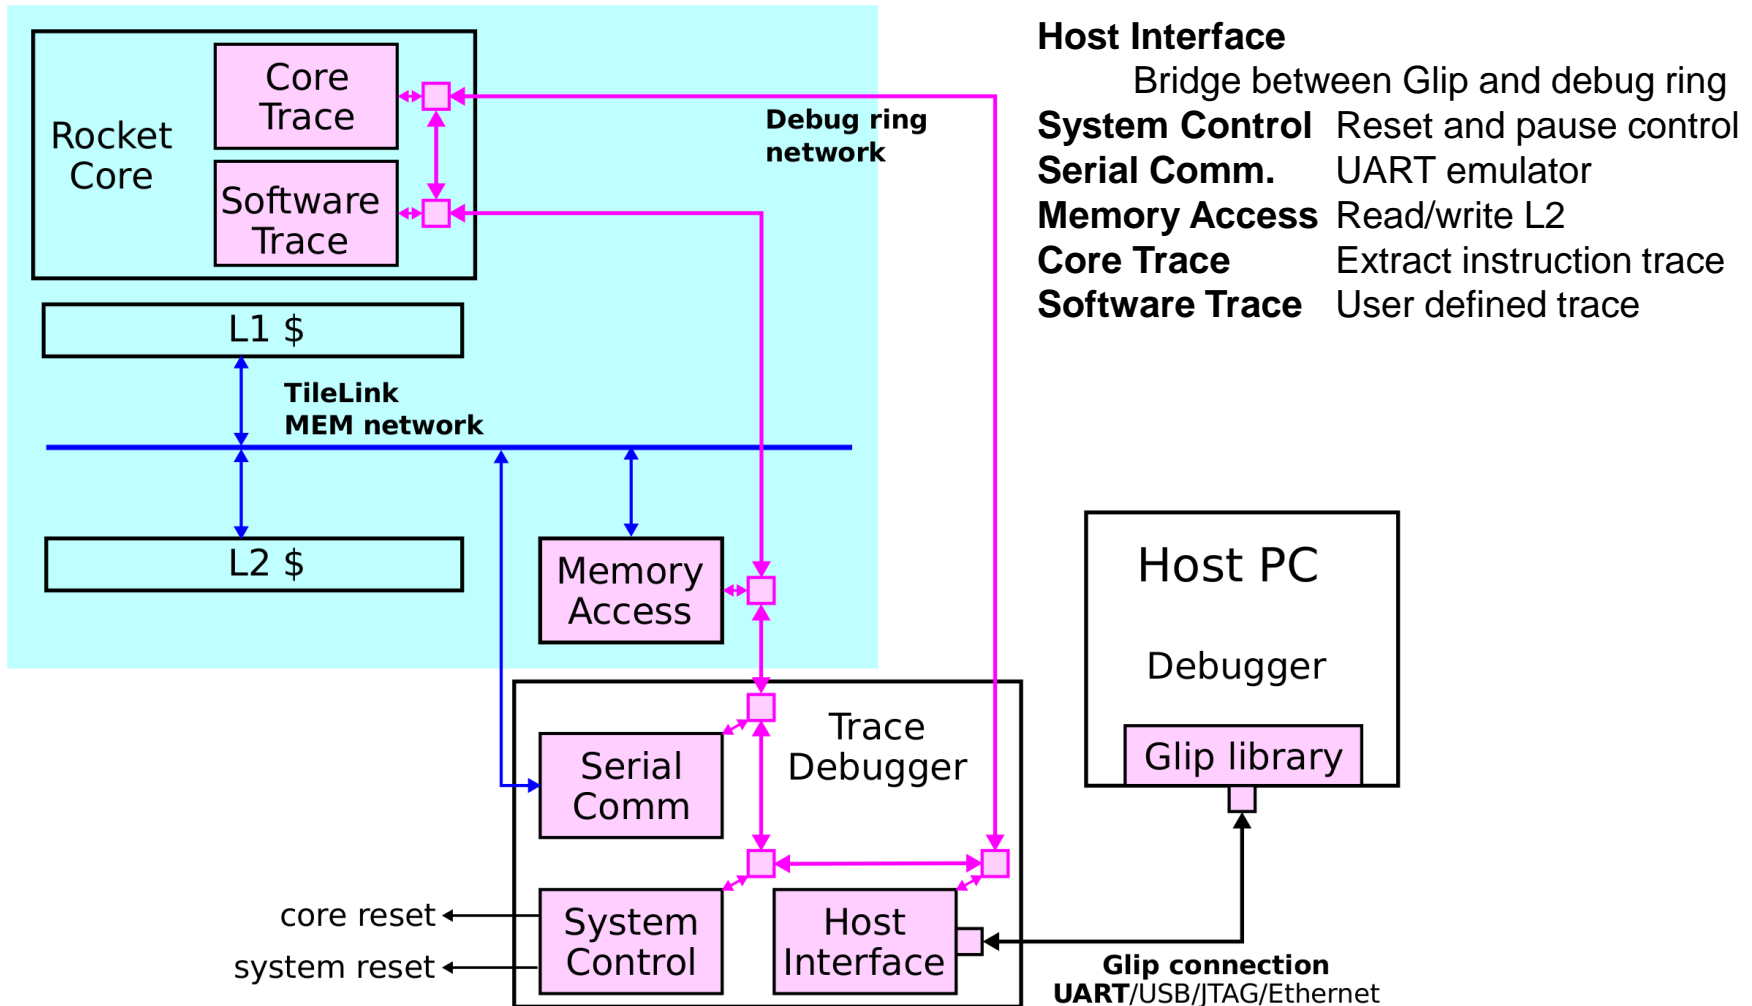 Rocket
Core
Core
Trace
Software
Trace
Debug ring
network
L1 $
TileLink
MEM network
L2 $
Memory
Access
Host Interface
Bridge between Glip and debug ring
System Control Reset and pause control
Serial Comm. UART emulator
Memory Access Read/write L2
Core Trace Extract instruction trace
Software Trace User defined trace
Host PC
Debugger
Glip library
Trace
Debugger
Serial
Comm
System
Control
Host
Interface
core reset
system reset
Glip connection
UART/USB/JTAG/Ethernet